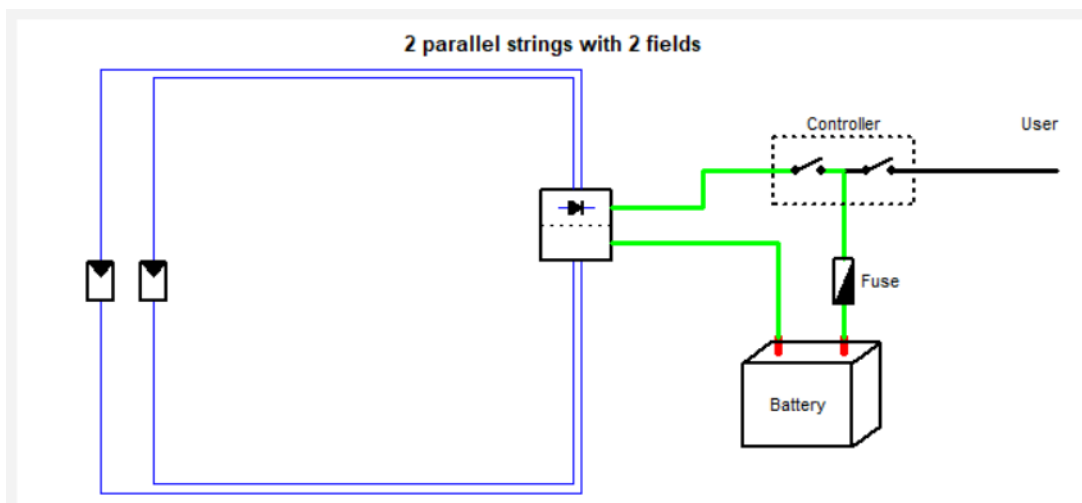 2 parallel strings with 2 fields
Controller
User
Fuse
Battery